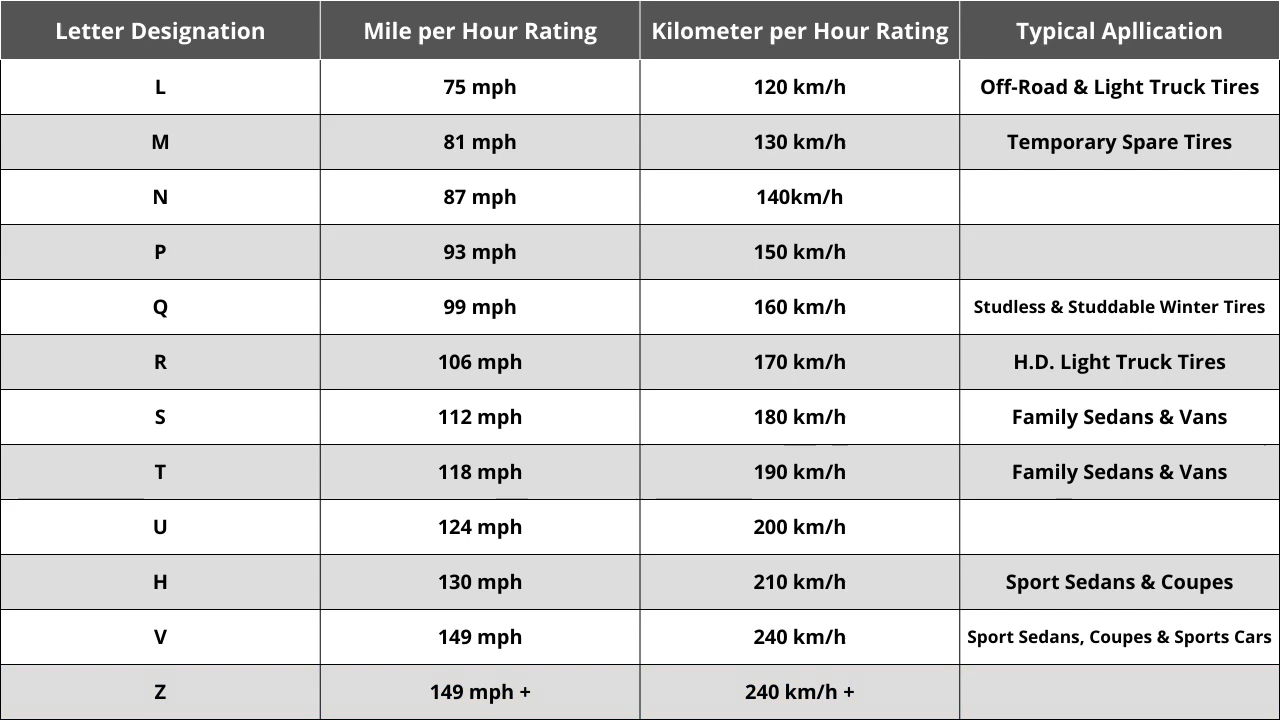 Letter Designation Mile per Hour Rating Kilometer per Hour Rating Typical Apllication
L 75 mph 120 km/h Off-Road & Light Truck Tires
M 81 mph 130 km/h Temporary Spare Tires
N 87 mph 140km/h
P 93 mph 150 km/h
Q 99 mph 160 km/h Studless & Studdable Winter Tires
R 106 mph 170 km/h H.D. Light Truck Tires
S 112 mph 180 km/h Family Sedans & Vans
T 118 mph 190 km/h Family Sedans & Vans
U 124 mph 200 km/h
H 130 mph 210 km/h Sport Sedans & Coupes
V 149 mph 240 km/h Sport Sedans, Coupes & Sports Cars
Z 149 mph + 240 km/h +